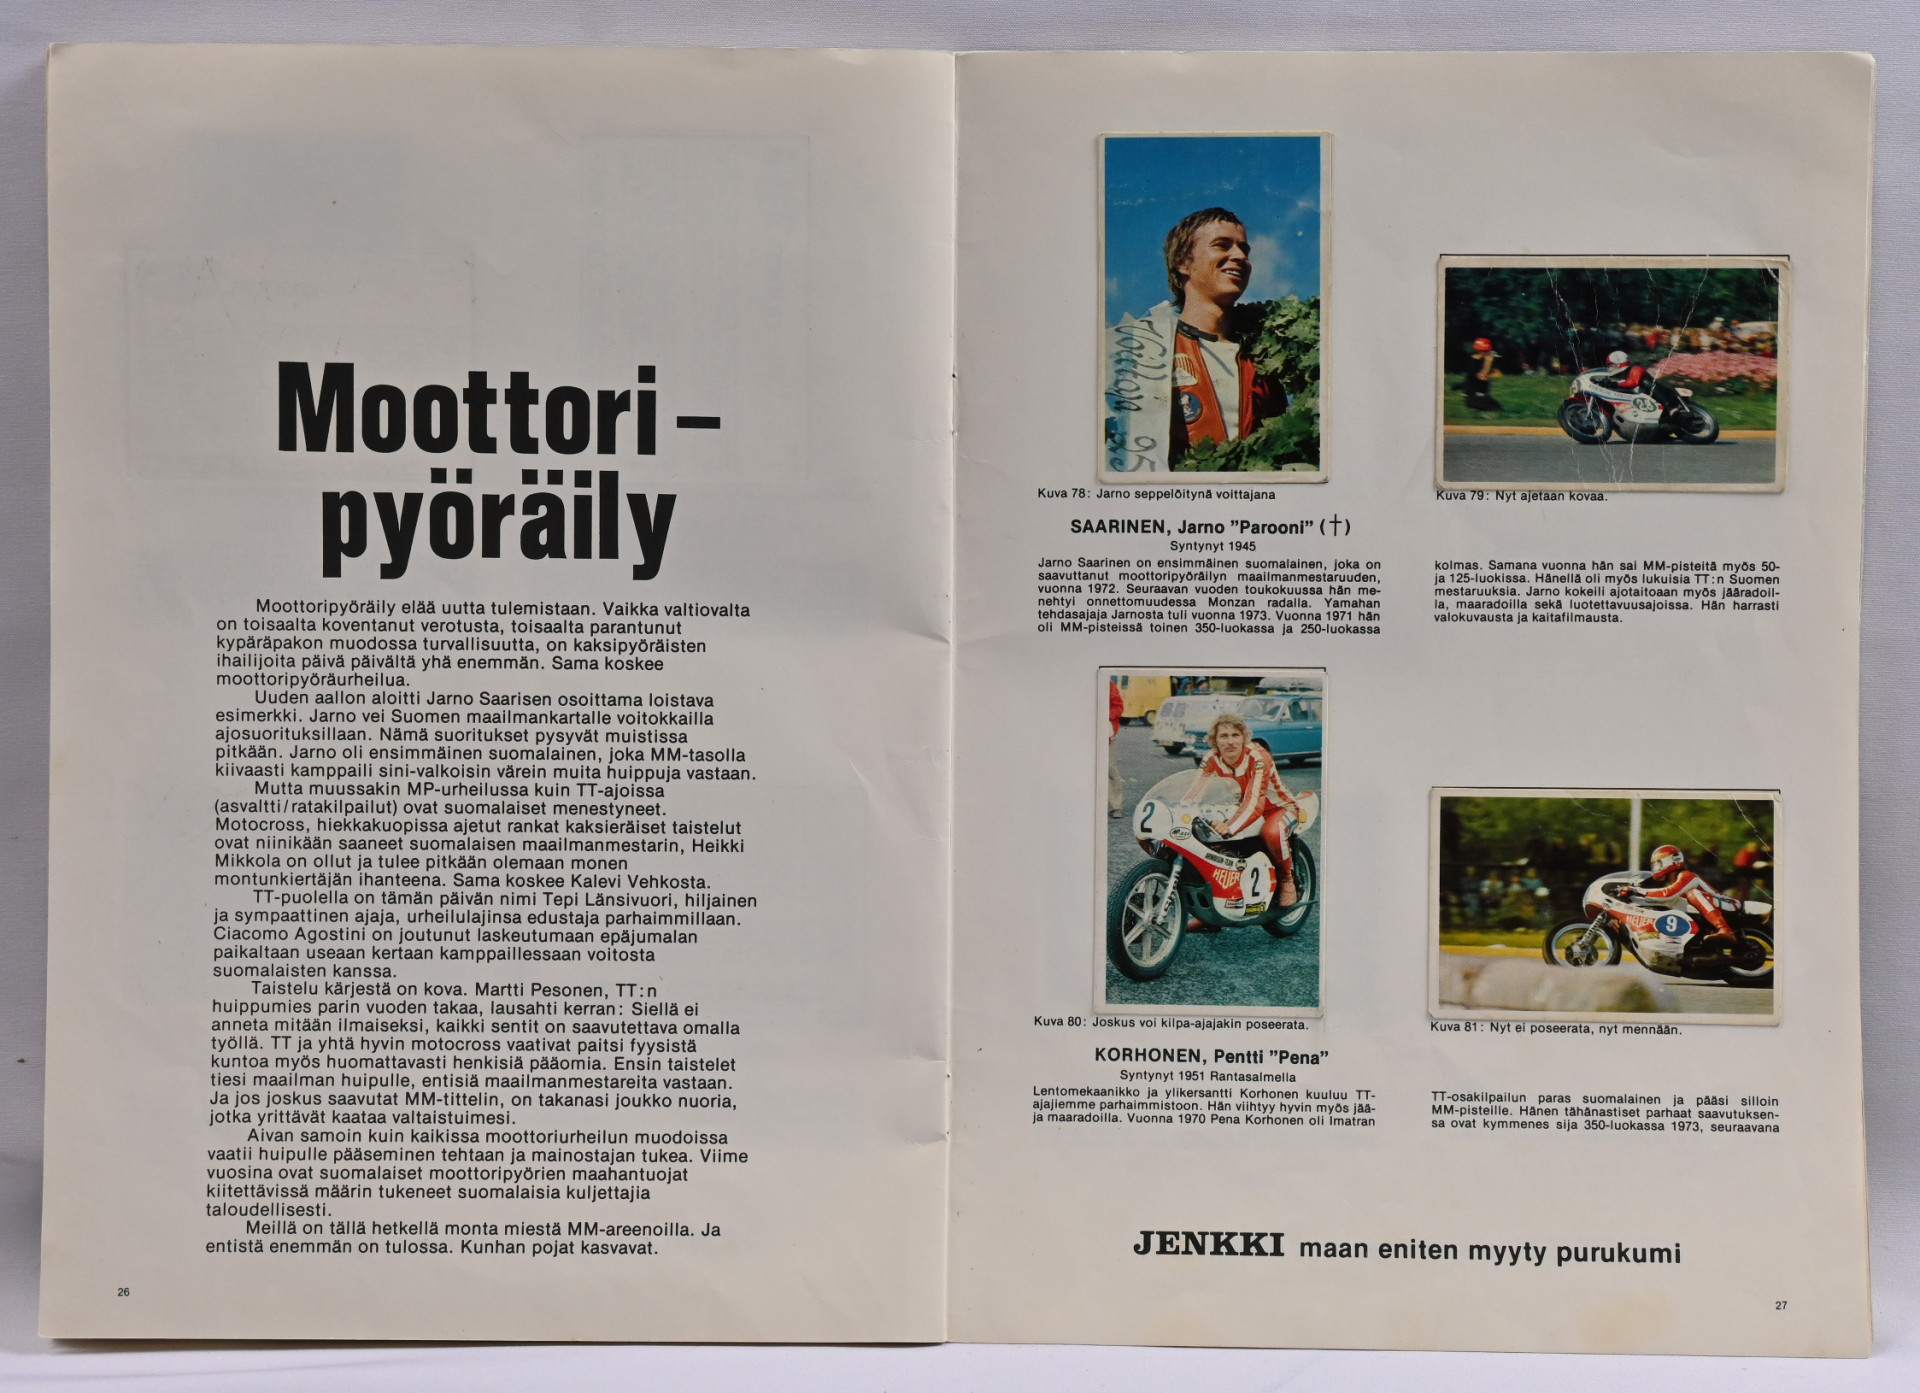 Moottori-
pyöräily
Moottoripyöräily elää uutta tulemistaan. Vaikka valtiovalta
on toisaalta koventanut verotusta, toisaalta parantunut
kypäräpakon muodossa turvallisuutta, on kaksipyöräisten
ihailijoita päivä päivältä yhä enemmän. Sama koskee
moottoripyöräurheilua.
Uuden aallon aloitti Jarno Saarisen osoittama loistava
esimerkki. Jarno vei Suomen maailmankartalle voitokkailla
ajosuorituksillaan. Nämä suoritukset pysyvät muistissa
pitkään. Jarno oli ensimmäinen suomalainen, joka MM-tasolla
kiivaasti kamppaili sini-valkoisin värein muita huippuja vastaan.
Mutta muussakin MP-urheilussa kuin TT-ajoissa
(asvaltti/ratakilpailut) ovat suomalaiset menestyneet.
Motocross, hiekkakuopissa ajetut rankat kaksieräiset taistelut
ovat niinikään saaneet suomalaisen maailmanmestarin, Heikki
Mikkola on ollut ja tulee pitkään olemaan monen
montunkiertäjän ihanteena. Sama koskee Kalevi Vehkosta.
TT-puolella on tämän päivän nimi Tepi Länsivuori, hiljainen
ja sympaattinen ajaja, urheilulajinsa edustaja parhaimmillaan.
Ciacomo Agostini on joutunut laskeutumaan epäjumalan
paikaltaan useaan kertaan kamppaillessaan voitosta
suomalaisten kanssa.
Taistelu kärjestä on kova. Martti Pesonen, TT:n
huippumies parin vuoden takaa, lausahti kerran: Siellä ei
anneta mitään ilmaiseksi, kaikki sentit on saavutettava omalla
työllä. TT ja yhtä hyvin motocross vaativat paitsi fyysistä
kuntoa myös huomattavasti henkisiä pääomia. Ensin taistelet
tiesi maailman huipulle, entisiä maailmanmestareita vastaan.
Ja jos joskus saavutat MM-tittelin, on takanasi joukko nuoria,
jotka yrittävät kaataa valtaistuimesi.
Aivan samoin kuin kaikissa moottoriurheilun muodoissa
vaatii huipulle pääseminen tehtaan ja mainostajan tukea. Viime
vuosina ovat suomalaiset moottoripyörien maahantuojat
kiitettävissä määrin tukeneet suomalaisia kuljettajia
taloudellisesti.
Meillä on tällä hetkellä monta miestä MM-areenoilla. Ja
entistä enemmän on tulossa. Kunhan pojat kasvavat.
26
Voittaja
95
Kuva 78: Jarno seppelöitynä voittajana
Kuva 79: Nyt ajetaan kovaa.
SAARINEN, Jarno "Parooni" (†)
Syntynyt 1945
Jarno Saarinen on ensimmäinen suomalainen, joka on
saavuttanut moottoripyöräilyn maailmanmestaruuden,
vuonna 1972. Seuraavan vuoden toukokuussa hän me-
nehtyi onnettomuudessa Monzan radalla. Yamahan
tehdasajaja Jarnosta tuli vuonna 1973. Vuonna 1971 hän
oli MM-pisteissä toinen 350-luokassa ja 250-luokassa
kolmas. Samana vuonna hän sai MM-pisteitä myös 50-
ja 125-luokissa. Hänellä oli myös lukuisia TT:n Suomen
mestaruuksia. Jarno kokeili ajotaitoaan myös jääradoil-
la, maaradoilla sekä luotettavuusajoissa. Hän harrasti
valokuvausta ja kaitafilmausta.
2
HEUER
2
HEUER
9
Kuva 80: Joskus voi kilpa-ajajakin poseerata.
Kuva 81: Nyt ei poseerata, nyt mennään.
KORHONEN, Pentti "Pena"
Syntynyt 1951 Rantasalmella
Lentomekaanikko ja ylikersantti Korhonen kuuluu TT-
ajajiemme parhaimmistoon. Hän viihtyy hyvin myös jää-
ja maaradoilla. Vuonna 1970 Pena Korhonen oli Imatran
TT-osakilpailun paras suomalainen ja pääsi silloin
MM-pisteille. Hänen tähänastiset parhaat saavutuksen-
sa ovat kymmenes sija 350-luokassa 1973, seuraavana
JENKKI maan eniten myyty purukumi
27